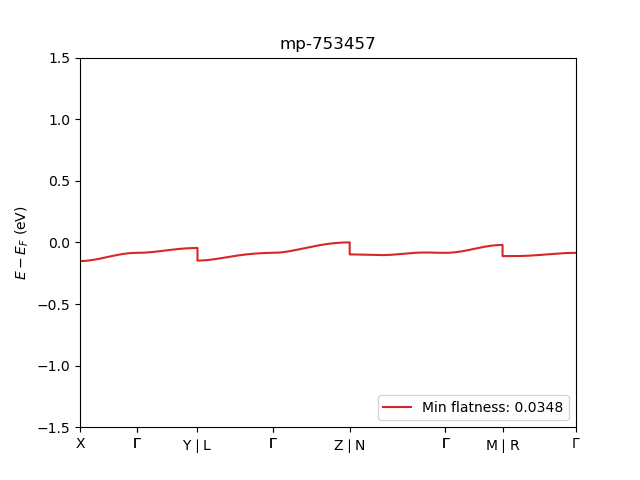 mp-753457
E − E_F (eV)
1.5
1.0
0.5
0.0
−0.5
−1.0
−1.5
Min flatness: 0.0348
X Γ Y | L Γ Z | N Γ M | R Γ